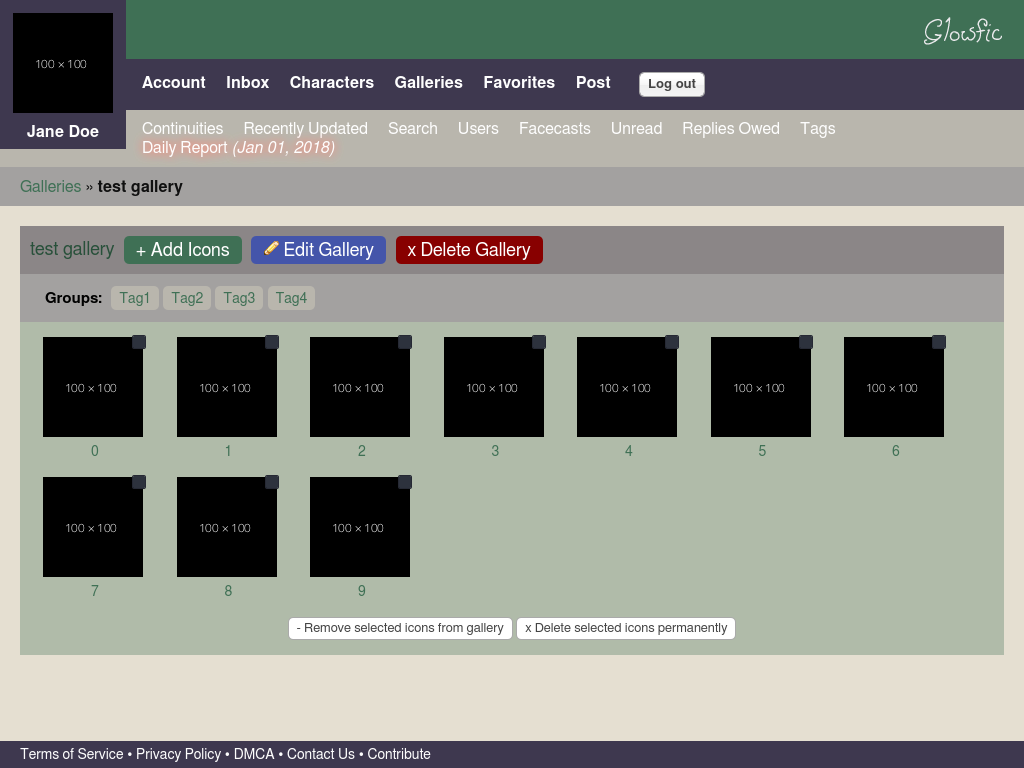 100 × 100
Jane Doe
Glowfic
Account Inbox Characters Galleries Favorites Post Log out
Continuities Recently Updated Search Users Facecasts Unread Replies Owed Tags
Daily Report (Jan 01, 2018)
Galleries » test gallery
test gallery + Add Icons Edit Gallery x Delete Gallery
Groups: Tag1 Tag2 Tag3 Tag4
100 × 100 100 × 100 100 × 100 100 × 100 100 × 100 100 × 100 100 × 100
0 1 2 3 4 5 6
100 × 100 100 × 100 100 × 100
7 8 9
- Remove selected icons from gallery x Delete selected icons permanently
Terms of Service • Privacy Policy • DMCA • Contact Us • Contribute